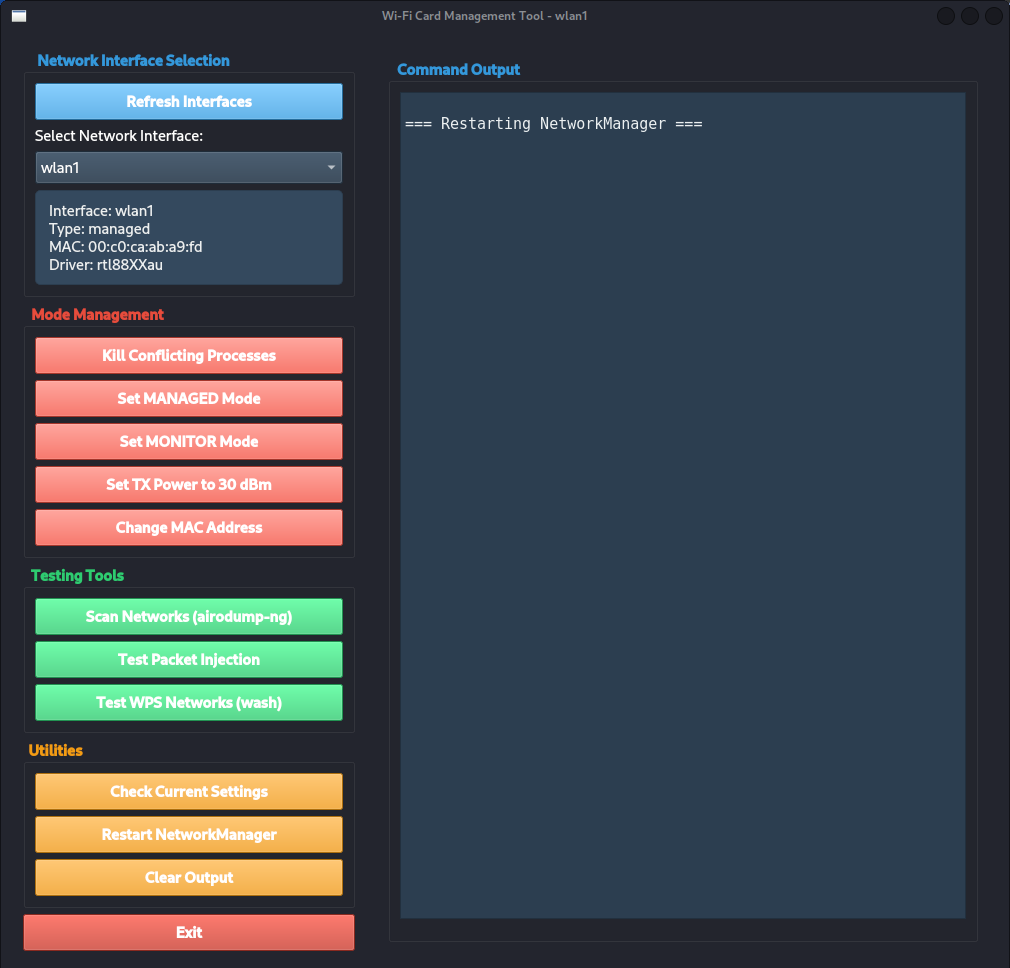 Wi-Fi Card Management Tool - wlan1
Network Interface Selection
Refresh Interfaces
Select Network Interface:
wlan1
Interface: wlan1
Type: managed
MAC: 00:c0:ca:ab:a9:fd
Driver: rtl88XXau
Mode Management
Kill Conflicting Processes
Set MANAGED Mode
Set MONITOR Mode
Set TX Power to 30 dBm
Change MAC Address
Testing Tools
Scan Networks (airodump-ng)
Test Packet Injection
Test WPS Networks (wash)
Utilities
Check Current Settings
Restart NetworkManager
Clear Output
Exit
Command Output
=== Restarting NetworkManager ===